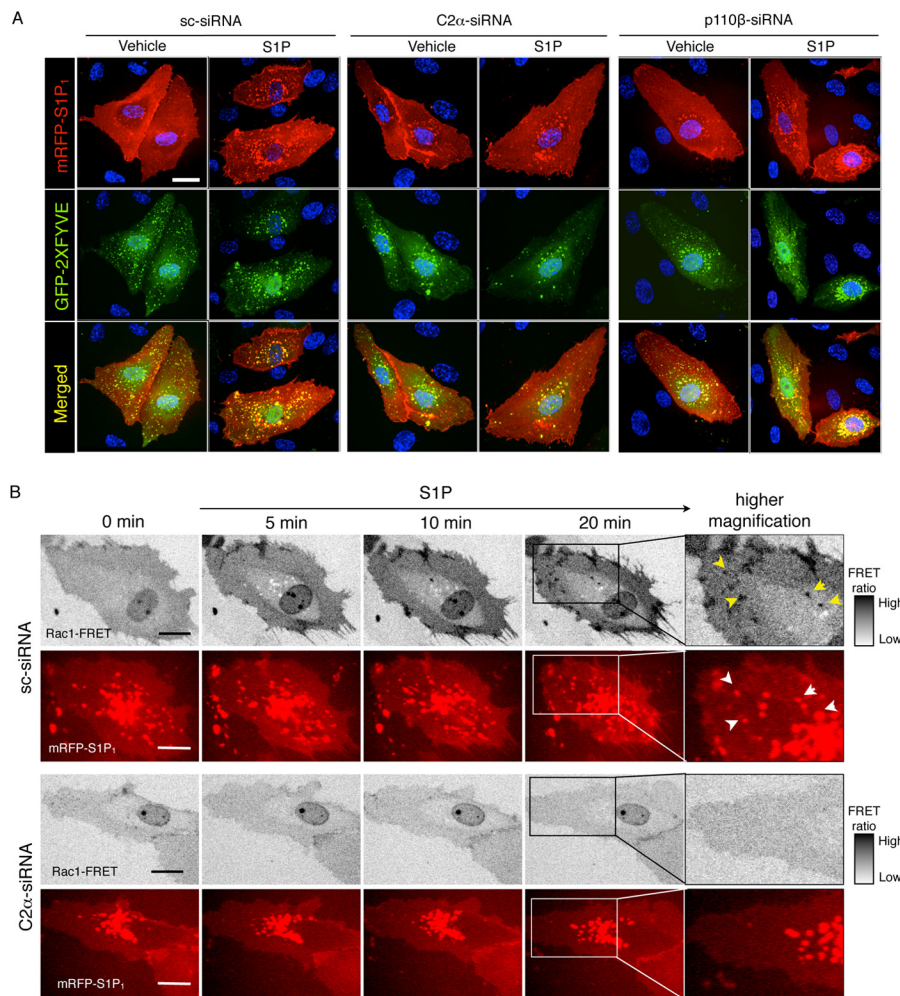 A
sc-siRNA
C2α-siRNA
p110β-siRNA
Vehicle
S1P
Vehicle
S1P
Vehicle
S1P
mRFP-S1P₁
GFP-2XFYVE
Merged
B
S1P
0 min
5 min
10 min
20 min
higher
magnification
sc-siRNA
Rac1-FRET
FRET
ratio
High
Low
mRFP-S1P₁
C2α-siRNA
Rac1-FRET
FRET
ratio
High
Low
mRFP-S1P₁